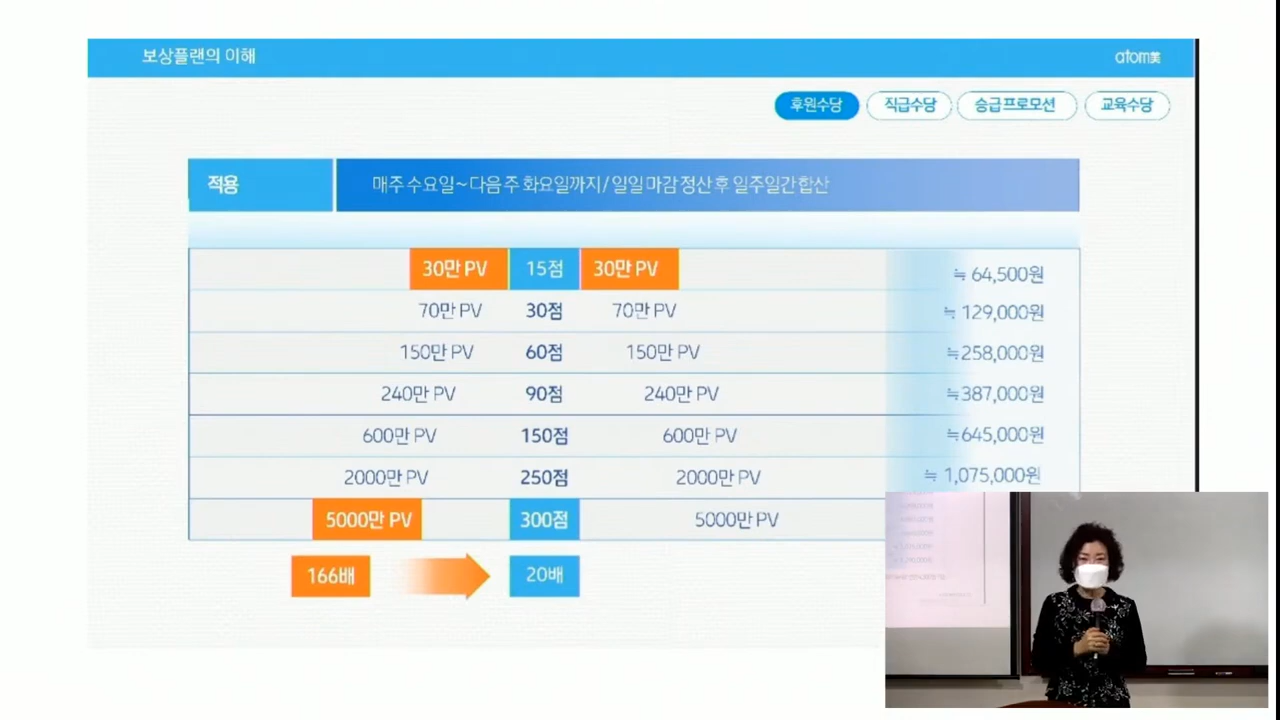 보상플랜의 이해
atom美
후원수당 직급수당 승급프로모션 교육수당
적용 매주 수요일~다음 주 화요일까지/일일 마감 정산 후 일주일간 합산
30만 PV 15점 30만 PV ≒ 64,500원
70만 PV 30점 70만 PV ≒ 129,000원
150만 PV 60점 150만 PV ≒258,000원
240만 PV 90점 240만 PV ≒387,000원
600만 PV 150점 600만 PV ≒645,000원
2000만 PV 250점 2000만 PV ≒ 1,075,000원
5000만 PV 300점 5000만 PV
166배 20배